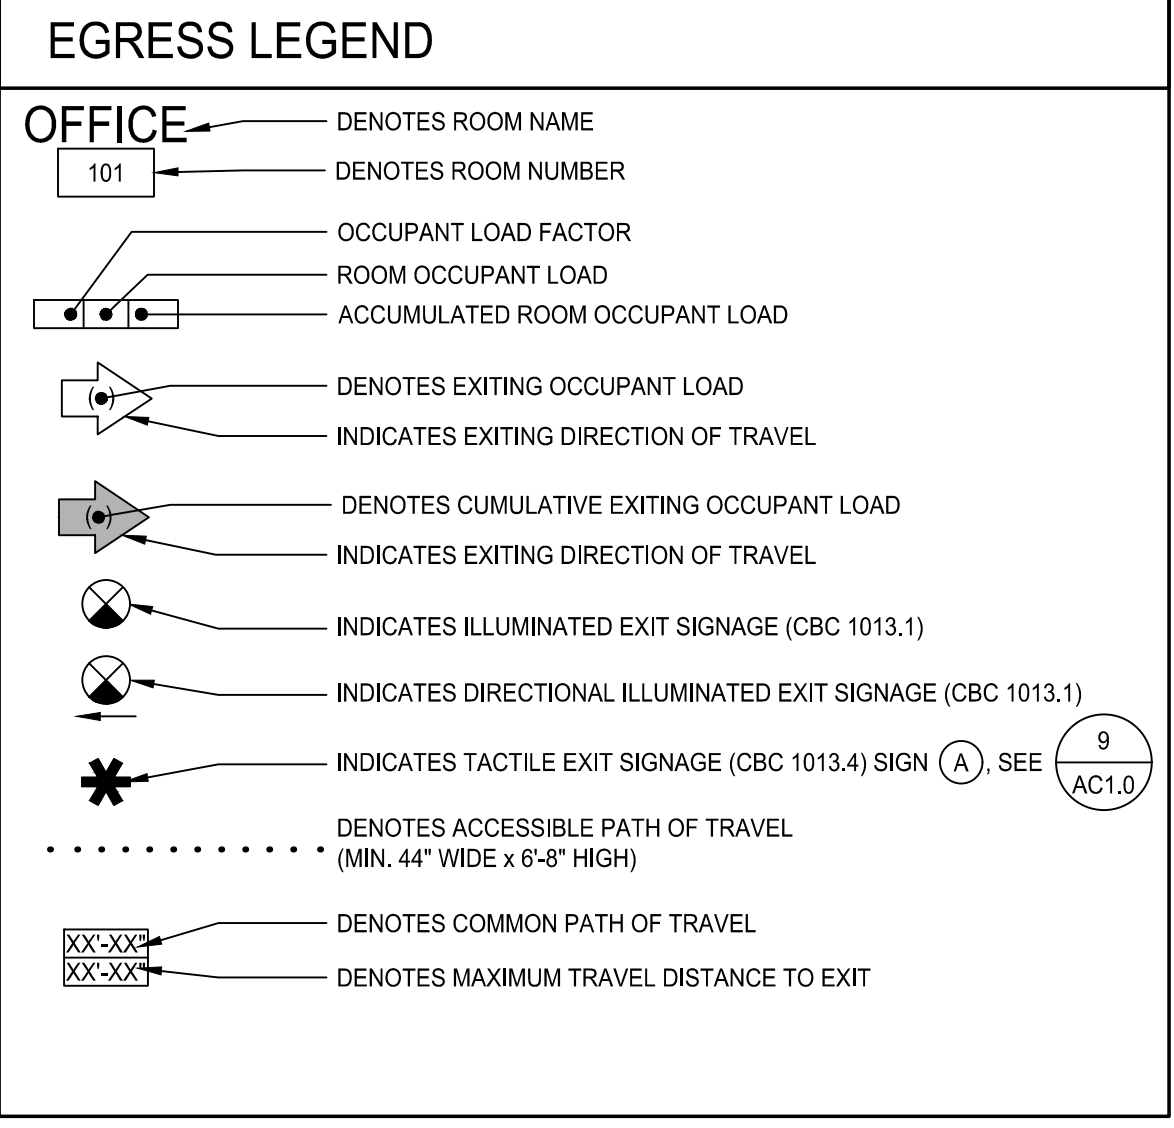 EGRESS LEGEND
OFFICE DENOTES ROOM NAME
101 DENOTES ROOM NUMBER
OCCUPANT LOAD FACTOR
ROOM OCCUPANT LOAD
ACCUMULATED ROOM OCCUPANT LOAD
( ) DENOTES EXITING OCCUPANT LOAD
INDICATES EXITING DIRECTION OF TRAVEL
( ) DENOTES CUMULATIVE EXITING OCCUPANT LOAD
INDICATES EXITING DIRECTION OF TRAVEL
INDICATES ILLUMINATED EXIT SIGNAGE (CBC 1013.1)
INDICATES DIRECTIONAL ILLUMINATED EXIT SIGNAGE (CBC 1013.1)
INDICATES TACTILE EXIT SIGNAGE (CBC 1013.4) SIGN A, SEE 9
AC1.0
DENOTES ACCESSIBLE PATH OF TRAVEL
(MIN. 44" WIDE x 6'-8" HIGH)
XX'-XX" DENOTES COMMON PATH OF TRAVEL
XX'-XX" DENOTES MAXIMUM TRAVEL DISTANCE TO EXIT